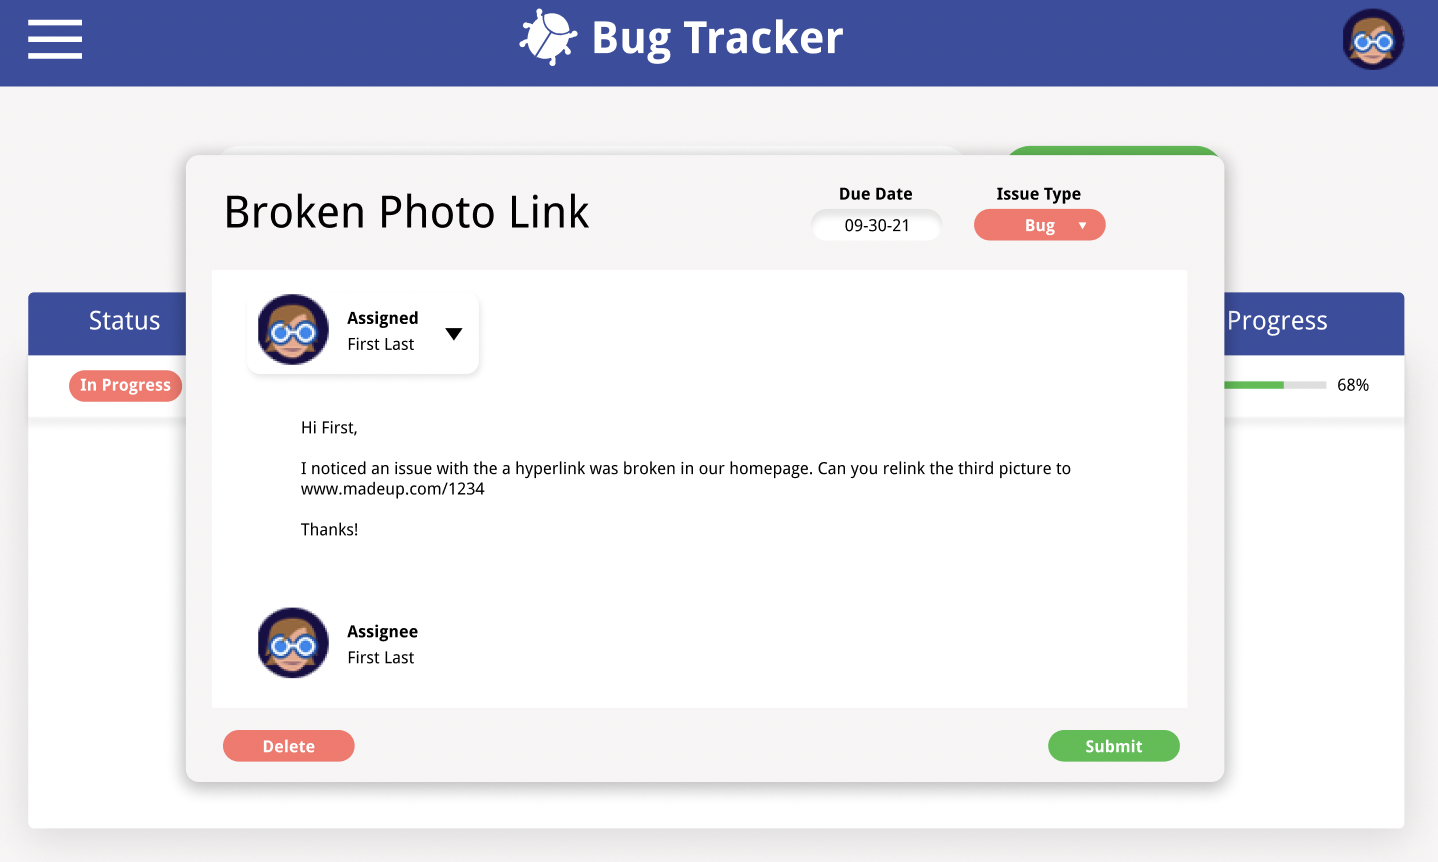 Bug Tracker
Broken Photo Link
Due Date
09-30-21
Issue Type
Bug
Status
Progress
Assigned
First Last
In Progress
68%
Hi First,
I noticed an issue with the a hyperlink was broken in our homepage. Can you relink the third picture to
www.madeup.com/1234
Thanks!
Assignee
First Last
Delete
Submit